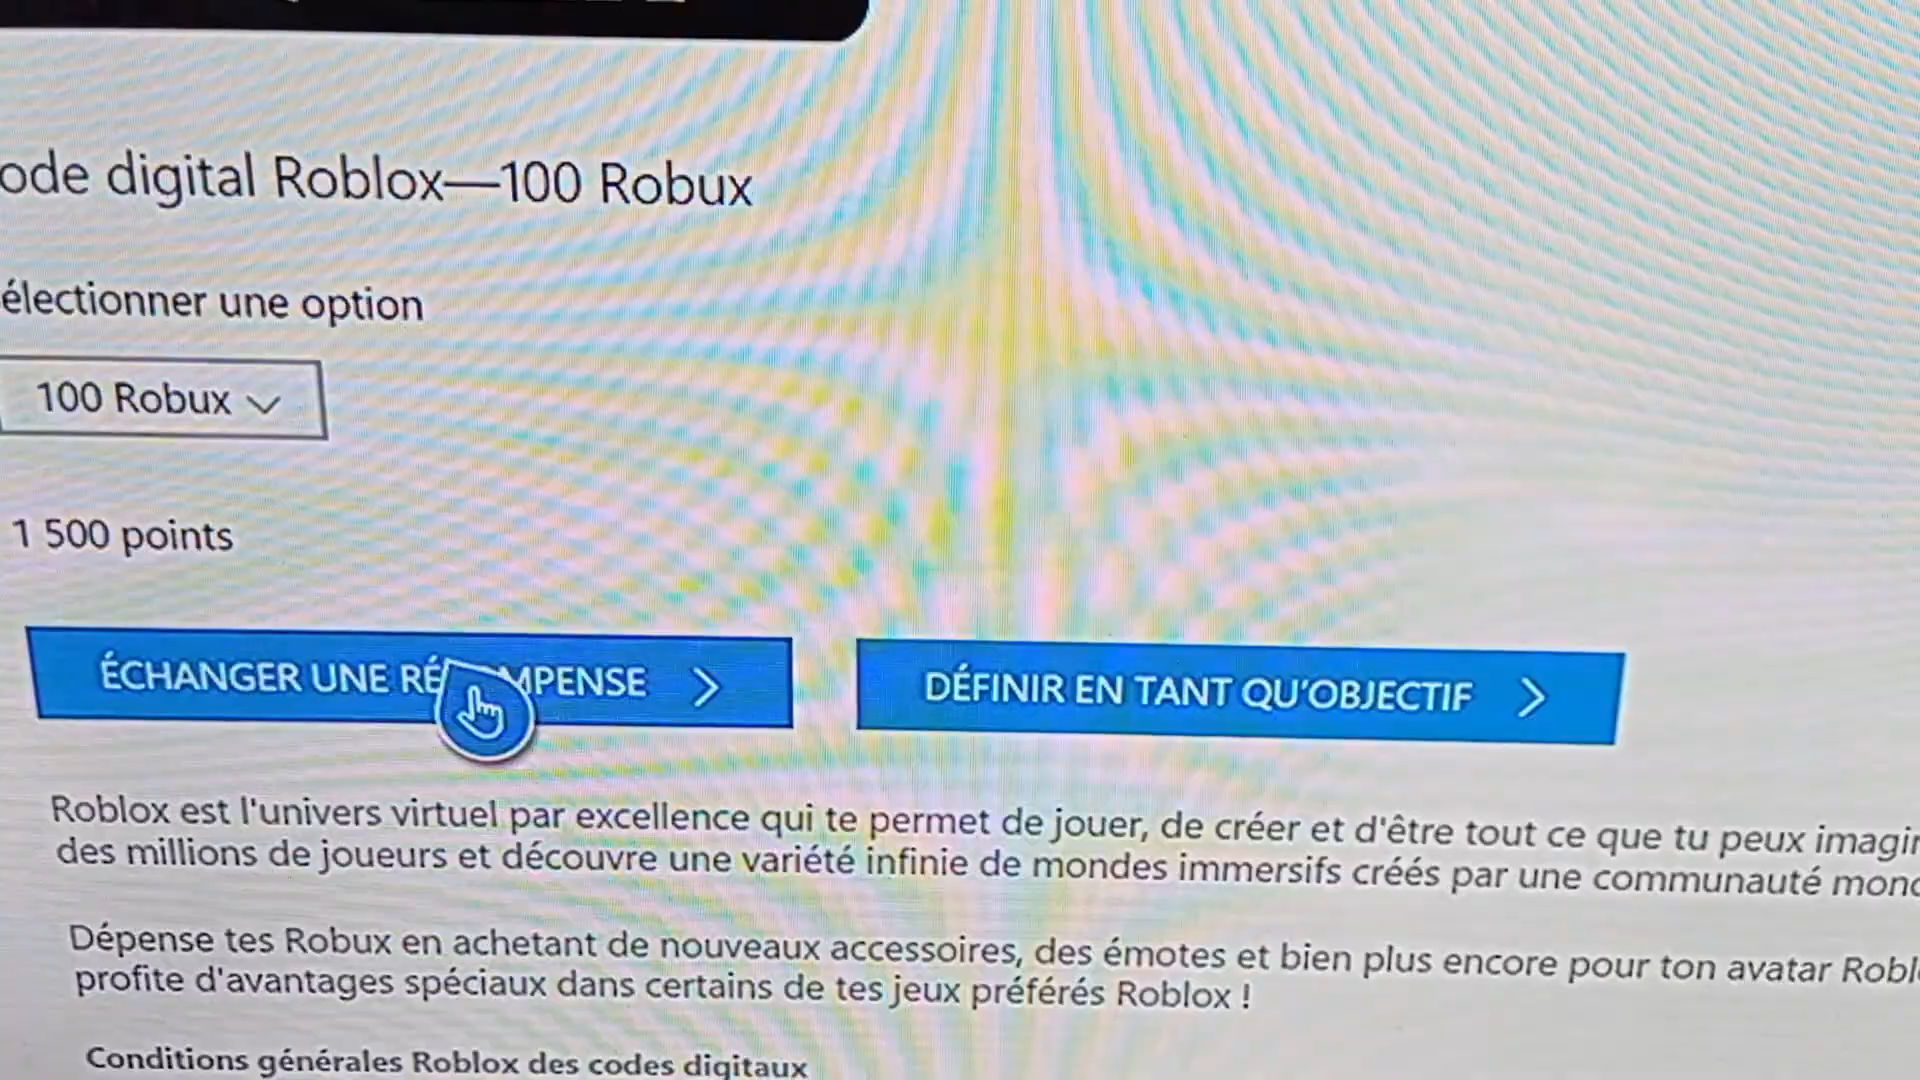 ode digital Roblox—100 Robux
électionner une option
100 Robux
1 500 points
ÉCHANGER UNE RÉ MPENSE
DÉFINIR EN TANT QU'OBJECTIF
Roblox est l'univers virtuel par excellence qui te permet de jouer, de créer et d'être tout ce que tu peux imagin
des millions de joueurs et découvre une variété infinie de mondes immersifs créés par une communauté mond
Dépense tes Robux en achetant de nouveaux accessoires, des émotes et bien plus encore pour ton avatar Roblo
profite d'avantages spéciaux dans certains de tes jeux préférés Roblox !
Conditions générales Roblox des codes digitaux